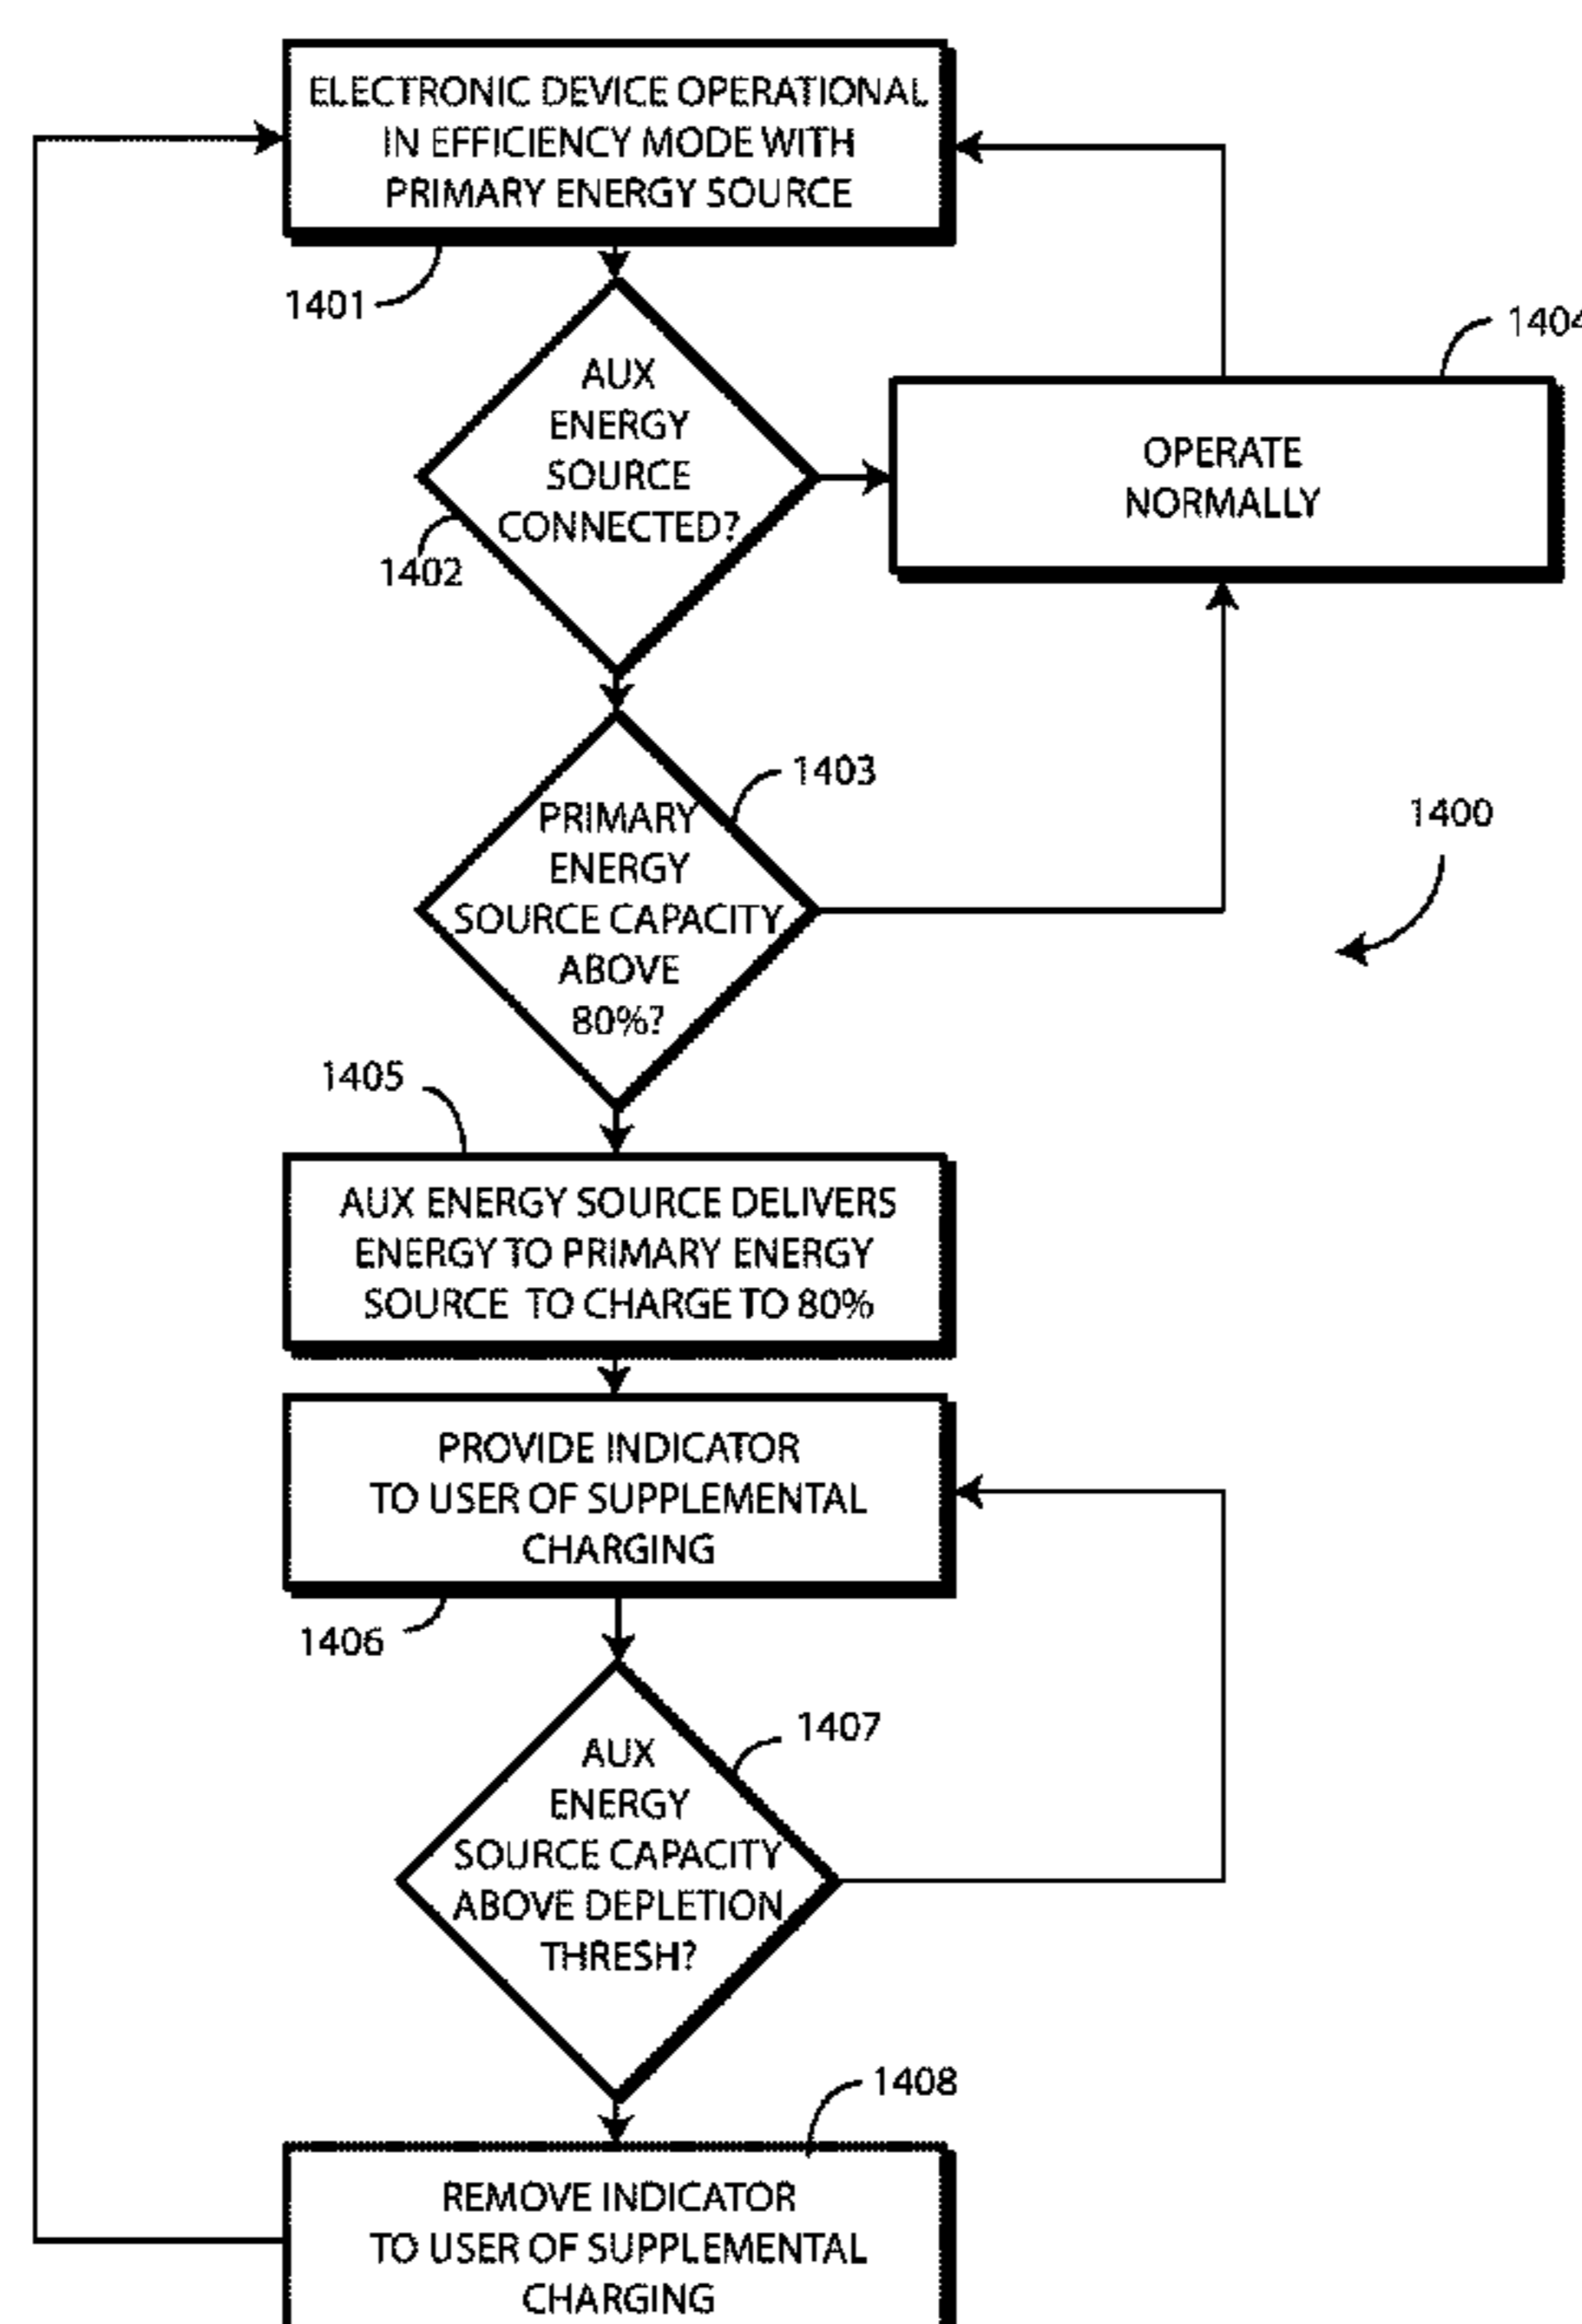 ELECTRONIC DEVICE OPERATIONAL
IN EFFICIENCY MODE WITH
PRIMARY ENERGY SOURCE
1401
1404
AUX
ENERGY
SOURCE
CONNECTED?
1402
OPERATE
NORMALLY
1403
PRIMARY
ENERGY
SOURCE CAPACITY
ABOVE
80%?
1400
1405
AUX ENERGY SOURCE DELIVERS
ENERGY TO PRIMARY ENERGY
SOURCE TO CHARGE TO 80%
PROVIDE INDICATOR
TO USER OF SUPPLEMENTAL
CHARGING
1406
1407
AUX
ENERGY
SOURCE CAPACITY
ABOVE DEPLETION
THRESH?
1408
REMOVE INDICATOR
TO USER OF SUPPLEMENTAL
CHARGING